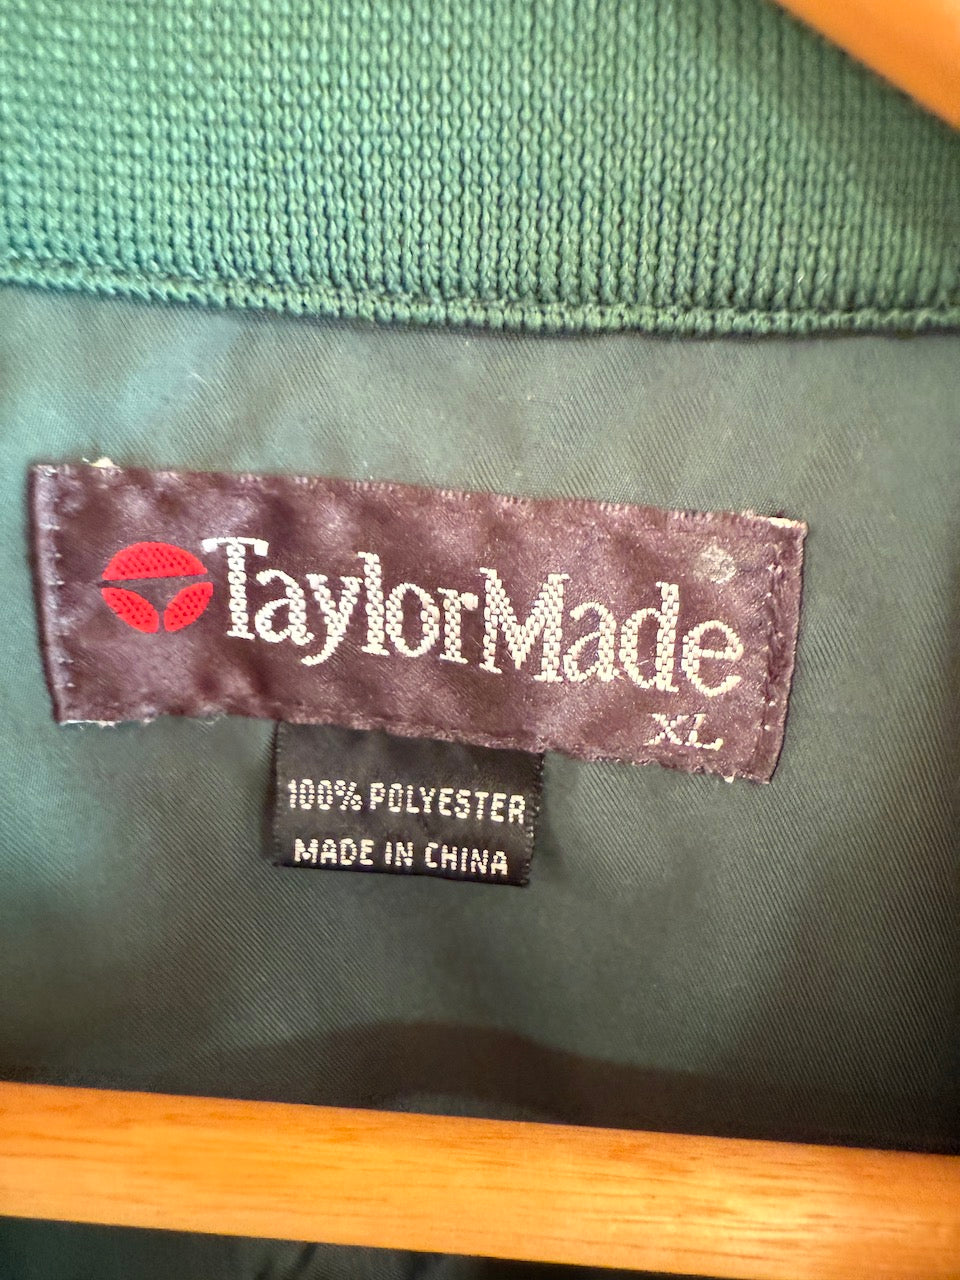 TaylorMade
XL
100% POLYESTER
MADE IN CHINA